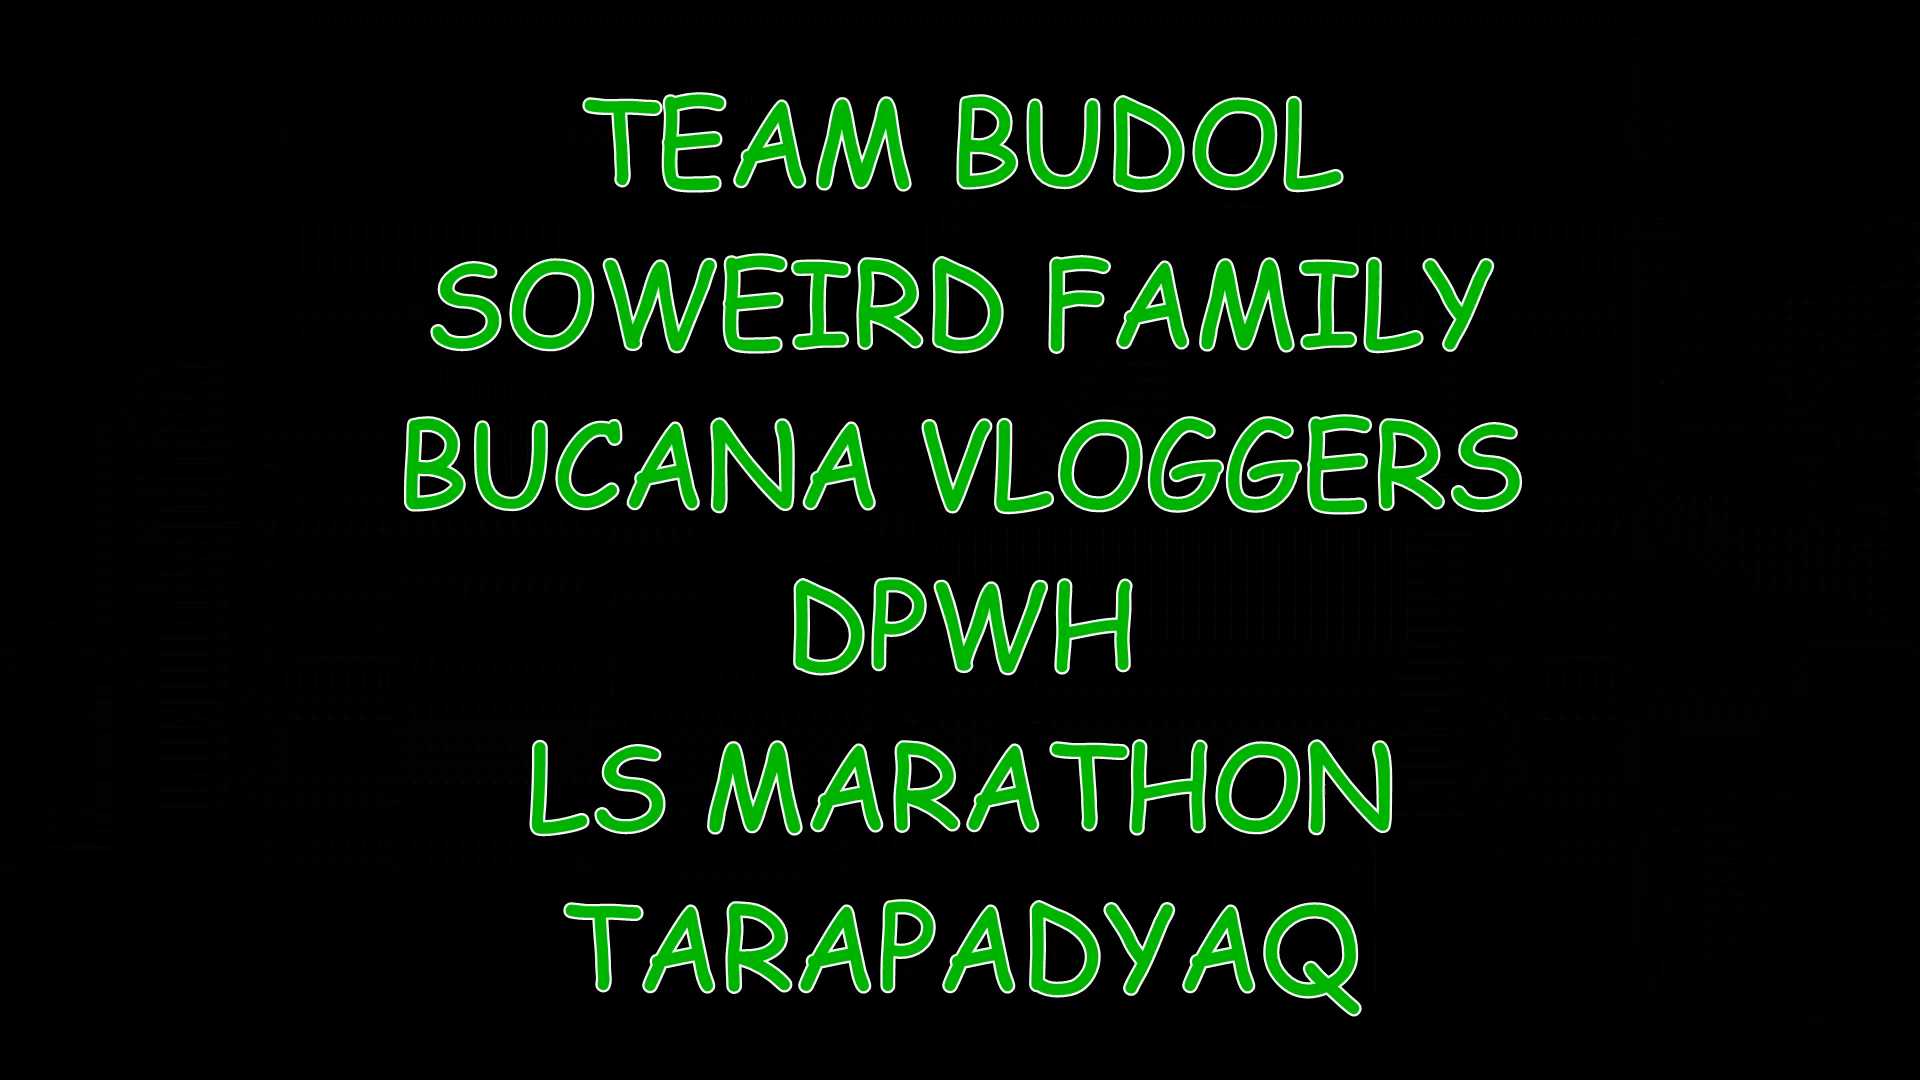 TEAM BUDOL
SOWEIRD FAMILY
BUCANA VLOGGERS
DPWH
LS MARATHON
TARAPADYAQ